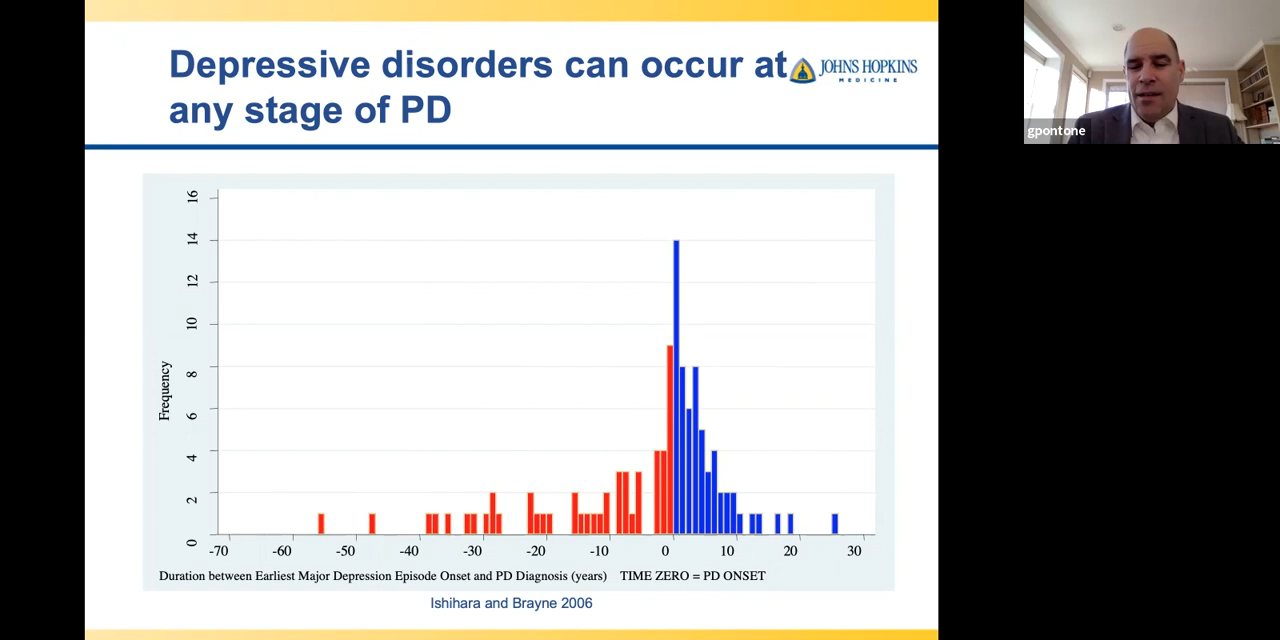 Depressive disorders can occur at
any stage of PD
JOHNS HOPKINS
MEDICINE
gpontone
16
14
12
10
8
6
4
2
0
Frequency
-70 -60 -50 -40 -30 -20 -10 0 10 20 30
Duration between Earliest Major Depression Episode Onset and PD Diagnosis (years) TIME ZERO = PD ONSET
Ishihara and Brayne 2006